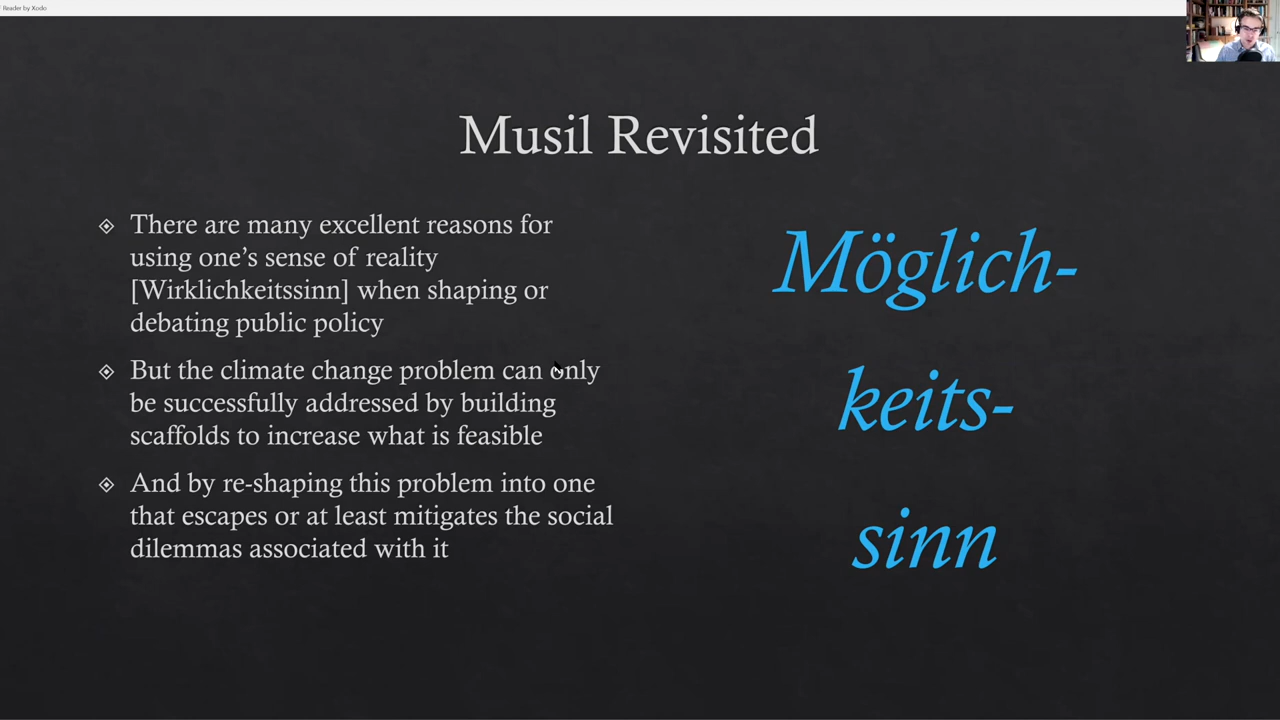 Reader by Xodo
Musil Revisited
There are many excellent reasons for
using one's sense of reality
[Wirklichkeitssinn] when shaping or
debating public policy
But the climate change problem can only
be successfully addressed by building
scaffolds to increase what is feasible
And by re-shaping this problem into one
that escapes or at least mitigates the social
dilemmas associated with it
Möglich-
keits-
sinn